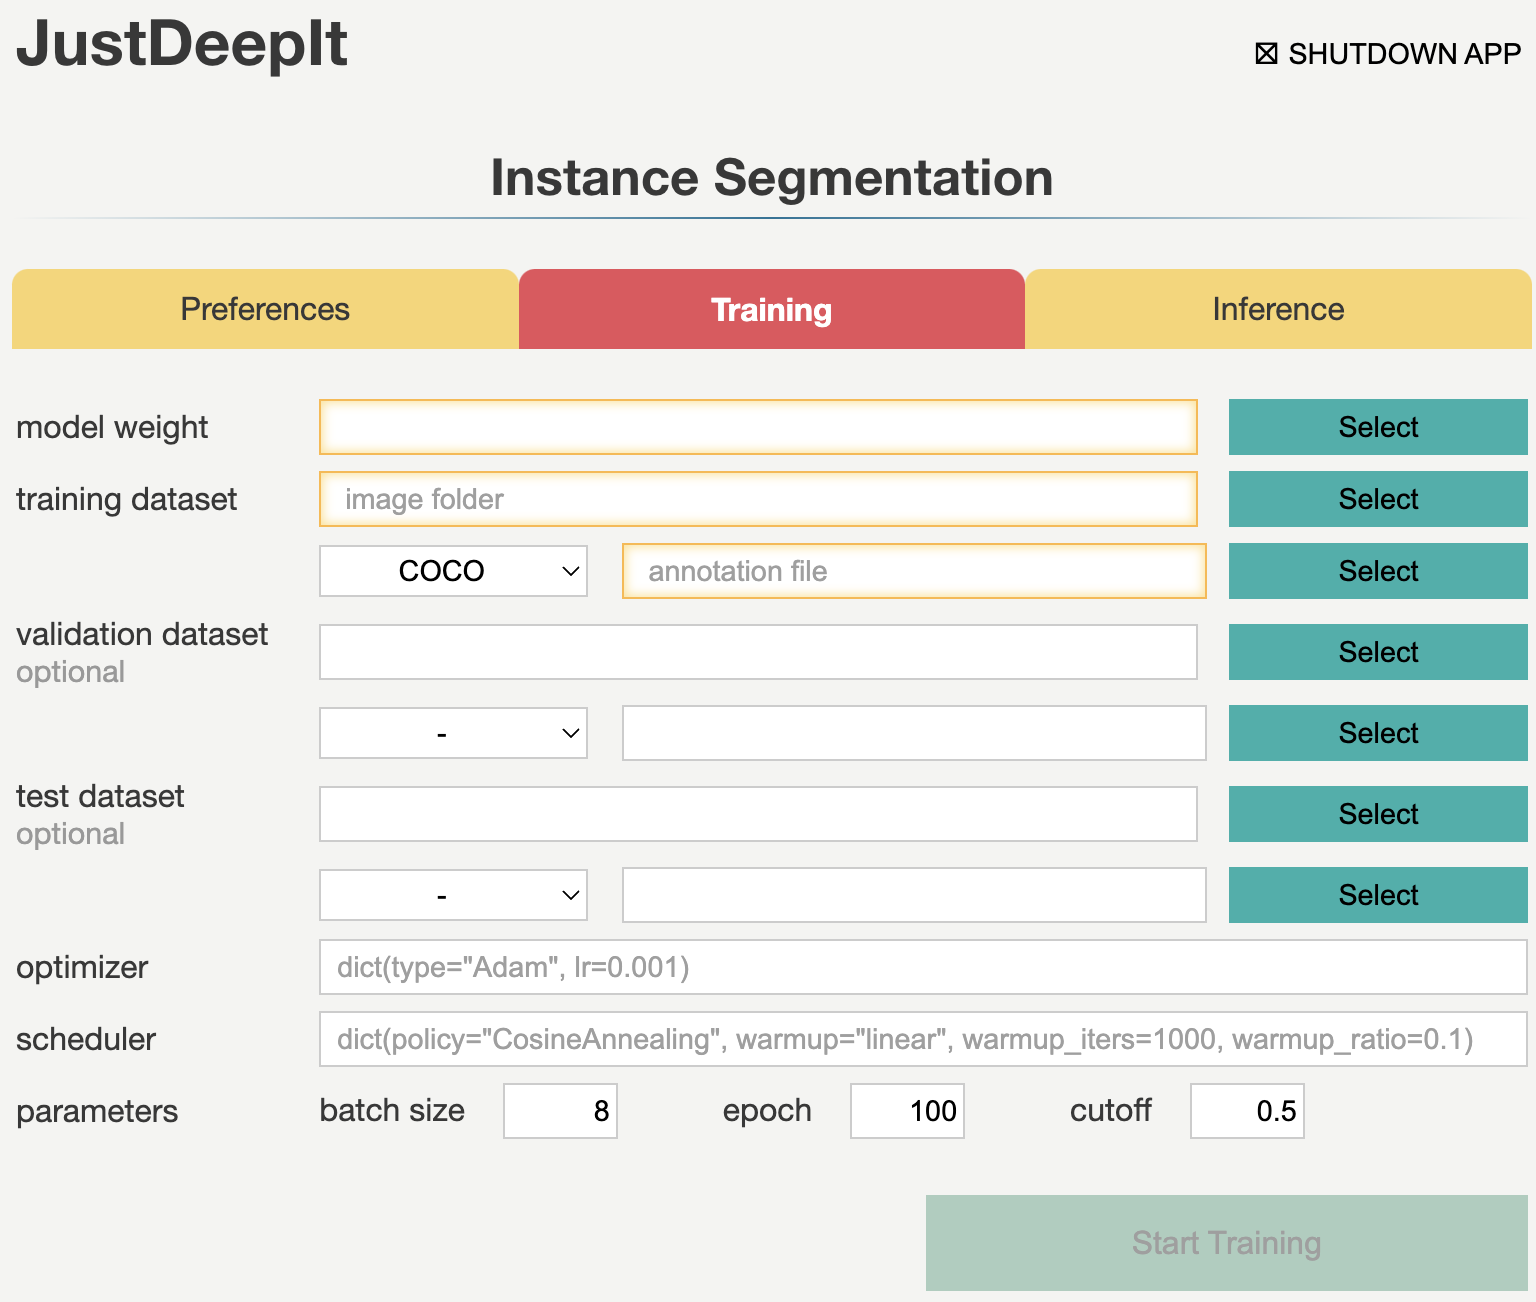 JustDeepIt
☒ SHUTDOWN APP
Instance Segmentation
Preferences
Training
Inference
model weight
Select
training dataset
image folder
Select
COCO
annotation file
Select
validation dataset
optional
Select
-
Select
test dataset
optional
Select
-
Select
optimizer
dict(type="Adam", lr=0.001)
scheduler
dict(policy="CosineAnnealing", warmup="linear", warmup_iters=1000, warmup_ratio=0.1)
parameters
batch size
8
epoch
100
cutoff
0.5
Start Training